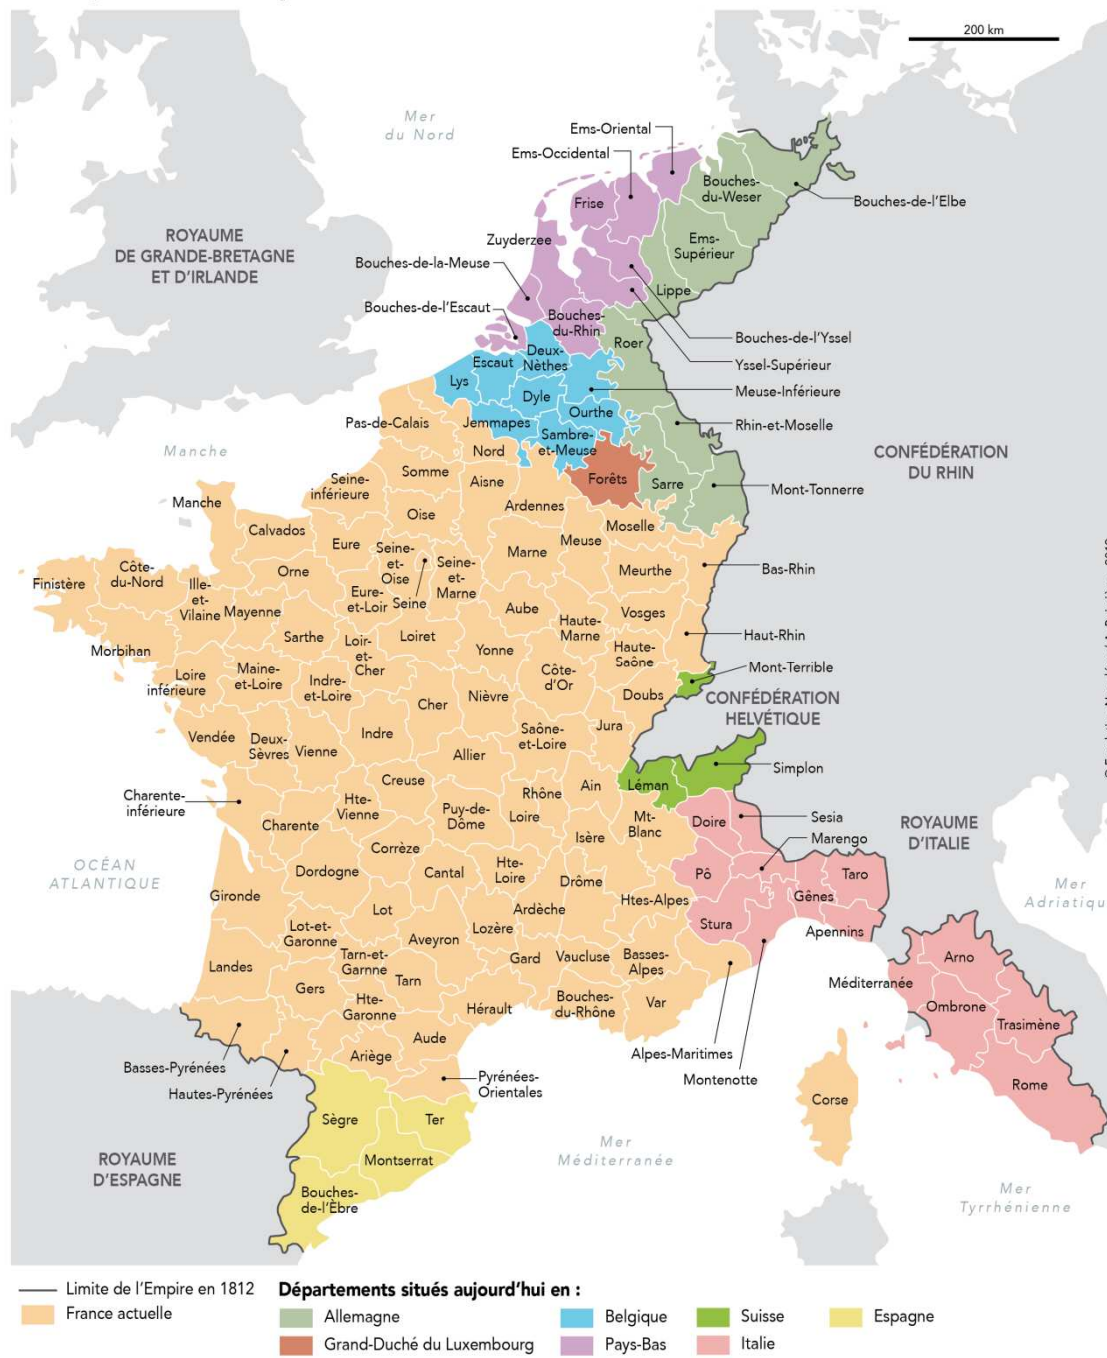 200 km
Mer
du Nord
Ems-Oriental
Ems-Occidental
Bouches-
du-Weser
Bouches-de-l'Elbe
Frise
Zuyderzee
ROYAUME
DE GRANDE-BRETAGNE
ET D'IRLANDE
Ems-
Supérieur
Bouches-de-la-Meuse
Lippe
Bouches-de-l'Escaut
Bouches-
du-Rhin
Bouches-de-l'Yssel
Roer
Deux-
Nèthes
Escaut
Yssel-Supérieur
Lys
Dyle
Meuse-Inférieure
Ourthe
Pas-de-Calais
Jemmapes
Rhin-et-Moselle
Manche
Nord
Sambre-
et-Meuse
CONFÉDÉRATION
DU RHIN
Somme
Aisne
Forêts
Sarre
Mont-Tonnerre
Seine-
inférieure
Manche
Oise
Ardennes
Moselle
Calvados
Eure
Seine-
et-
Oise
Seine-
et-
Marne
Marne
Meuse
Meurthe
Bas-Rhin
Finistère
Côte-
du-Nord
Ille-
et-
Vilaine
Orne
Mayenne
Eure-
et-Loir
Seine
Aube
Haute-
Marne
Vosges
Haut-Rhin
Morbihan
Sarthe
Loir-
et-
Cher
Loiret
Yonne
Haute-
Saône
Mont-Terrible
Loire
inférieure
Maine-
et-Loire
Indre-
et-Loire
Cher
Nièvre
Côte-
d'Or
Doubs
CONFÉDÉRATION
HELVÉTIQUE
Vendée
Deux-
Sèvres
Vienne
Indre
Allier
Saône-
et-Loire
Jura
Simplon
Léman
Charente-
inférieure
Creuse
Hte-
Vienne
Puy-de-
Dôme
Rhône
Loire
Ain
Mt-
Blanc
Doire
Sesia
Marengo
ROYAUME
D'ITALIE
Charente
Corrèze
Isère
OCÉAN
ATLANTIQUE
Dordogne
Cantal
Hte-
Loire
Drôme
Pô
Taro
Gênes
Mer
Adriatique
Gironde
Lot
Ardèche
Htes-Alpes
Stura
Apennins
Lot-et-
Garonne
Lozère
Aveyron
Landes
Tarn-et-
Garnne
Tarn
Gard
Vaucluse
Basses-
Alpes
Arno
Méditerranée
Gers
Hte-
Garonne
Hérault
Bouches-
du-Rhône
Var
Ombrone
Trasimène
Aude
Alpes-Maritimes
Basses-Pyrénées
Ariège
Pyrénées-
Orientales
Montenotte
Rome
Hautes-Pyrénées
Corse
Sègre
Ter
ROYAUME
D'ESPAGNE
Montserrat
Mer
Méditerranée
Bouches-
de-l'Èbre
Mer
Tyrrhénienne
Limite de l'Empire en 1812
France actuelle
Départements situés aujourd'hui en :
Allemagne
Belgique
Suisse
Espagne
Grand-Duché du Luxembourg
Pays-Bas
Italie